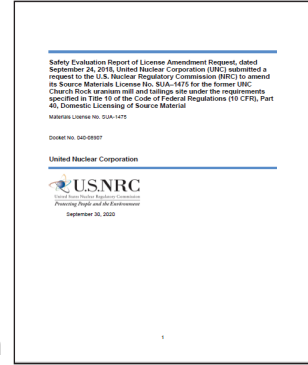 Safety Evaluation Report of License Amendment Request, dated
September 24, 2018, United Nuclear Corporation (UNC) submitted a
request to the U.S. Nuclear Regulatory Commission (NRC) to amend
its Source Materials License No. SUA–1475 for the former UNC
Church Rock uranium mill and tailings site under the requirements
specified in Title 10 of the Code of Federal Regulations (10 CFR), Part
40, Domestic Licensing of Source Material
Materials License No. SUA-1475
Docket No. 040-08907
United Nuclear Corporation
U.S.NRC
United States Nuclear Regulatory Commission
Protecting People and the Environment
September 30, 2020
1